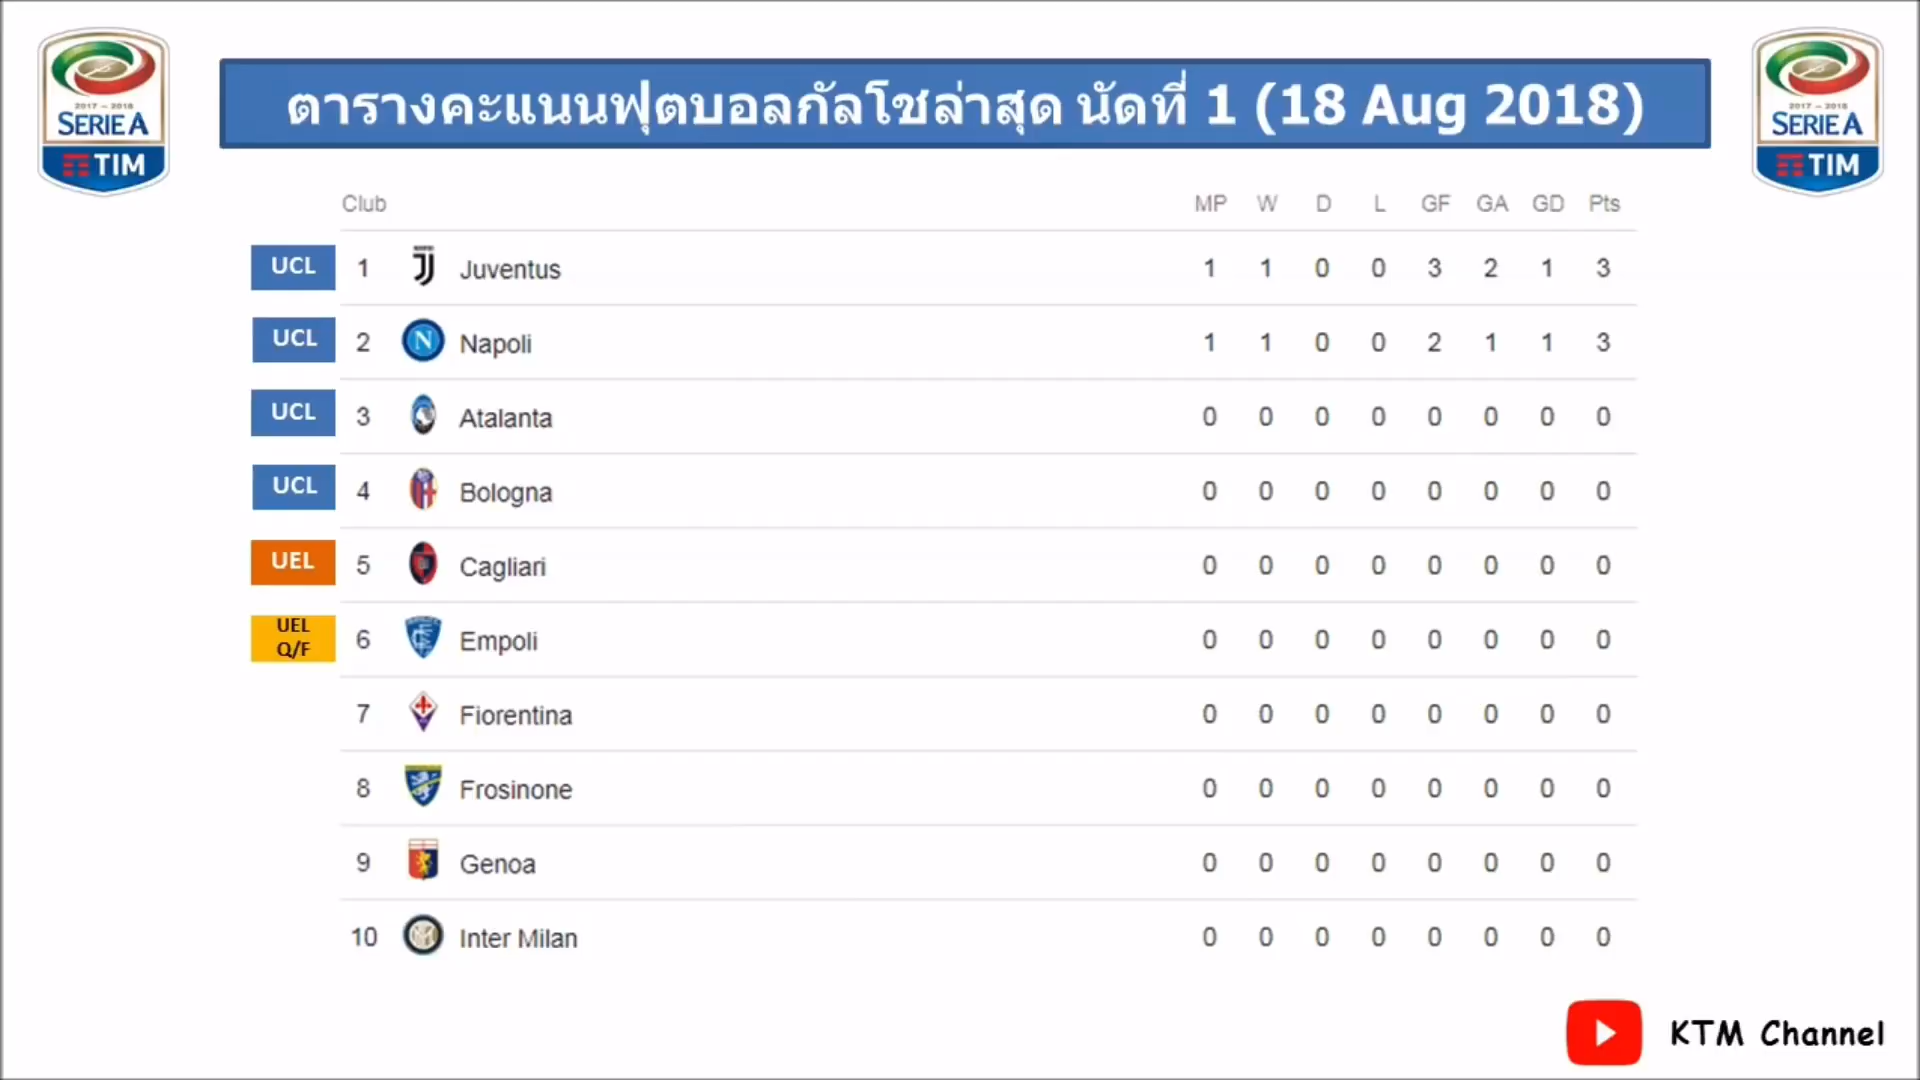 2017 – 2018
SERIE A
TIM
ตารางคะแนนฟุตบอลกัลโชล่าสุด นัดที่ 1 (18 Aug 2018)
2017 – 2018
SERIE A
TIM
Club MP W D L GF GA GD Pts
UCL 1 Juventus 1 1 0 0 3 2 1 3
UCL 2 Napoli 1 1 0 0 2 1 1 3
UCL 3 Atalanta 0 0 0 0 0 0 0 0
UCL 4 Bologna 0 0 0 0 0 0 0 0
UEL 5 Cagliari 0 0 0 0 0 0 0 0
UEL
Q/F 6 Empoli 0 0 0 0 0 0 0 0
7 Fiorentina 0 0 0 0 0 0 0 0
8 Frosinone 0 0 0 0 0 0 0 0
9 Genoa 0 0 0 0 0 0 0 0
10 Inter Milan 0 0 0 0 0 0 0 0
KTM Channel